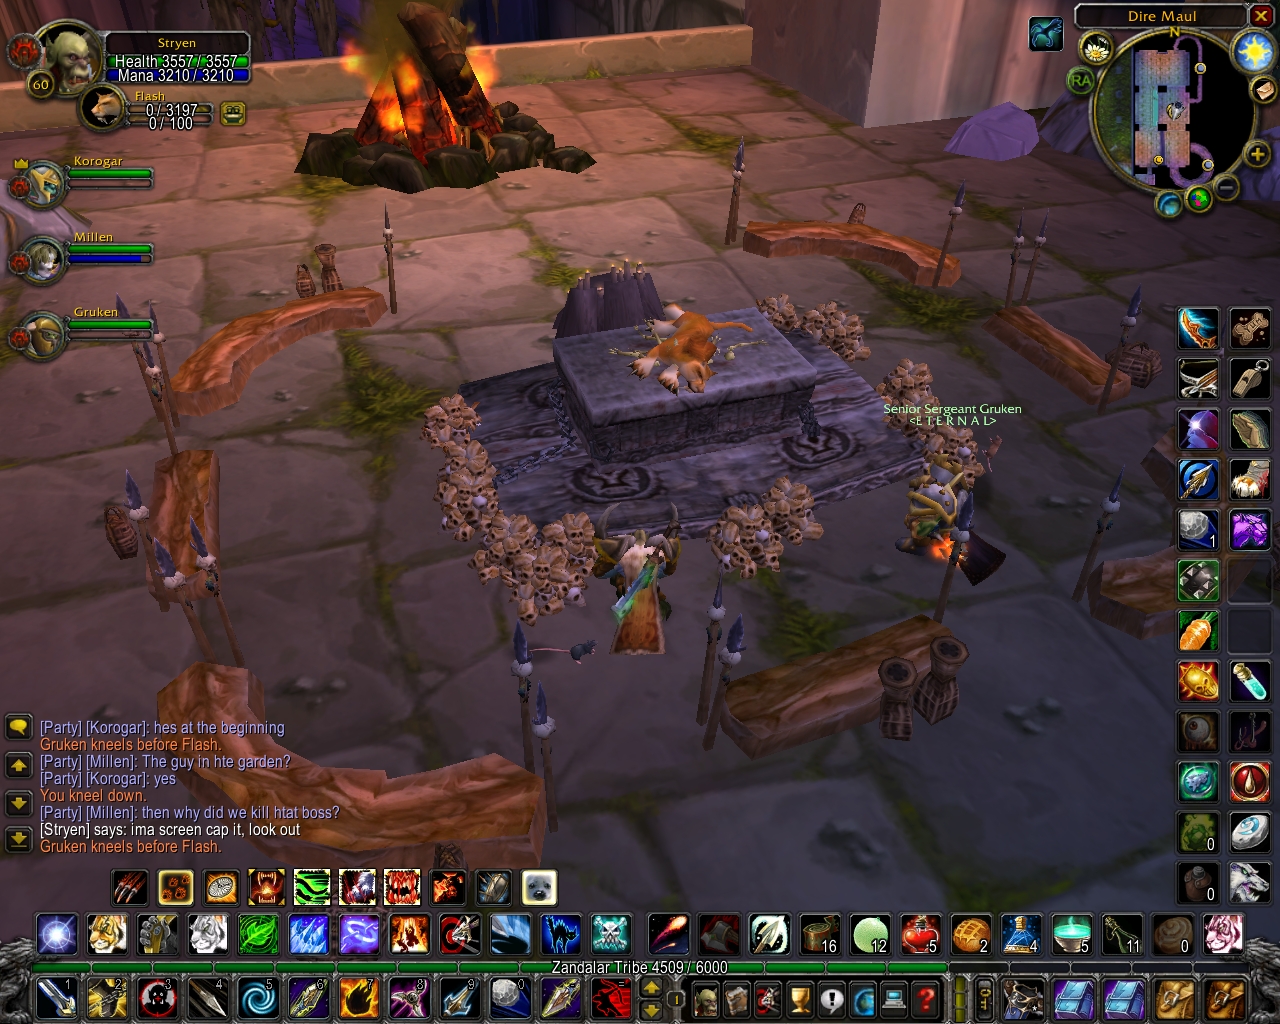 Stryen
Health 3557 / 3557
Mana 3210 / 3210
60
Flash
0 / 3197
0 / 100
Korogar
Millen
Gruken
Dire Maul
N
RA
Senior Sergeant Gruken
<E T E R N A L>
1
0
0
[Party] [Korogar]: hes at the beginning
Gruken kneels before Flash.
[Party] [Millen]: The guy in hte garden?
[Party] [Korogar]: yes
You kneel down.
[Party] [Millen]: then why did we kill htat boss?
[Stryen] says: ima screen cap it, look out
Gruken kneels before Flash.
16 12 5 2 4 5 11 0
Zandalar Tribe 4509 / 6000
1 2 3 4 5 6 7 8 9 0 - =
1